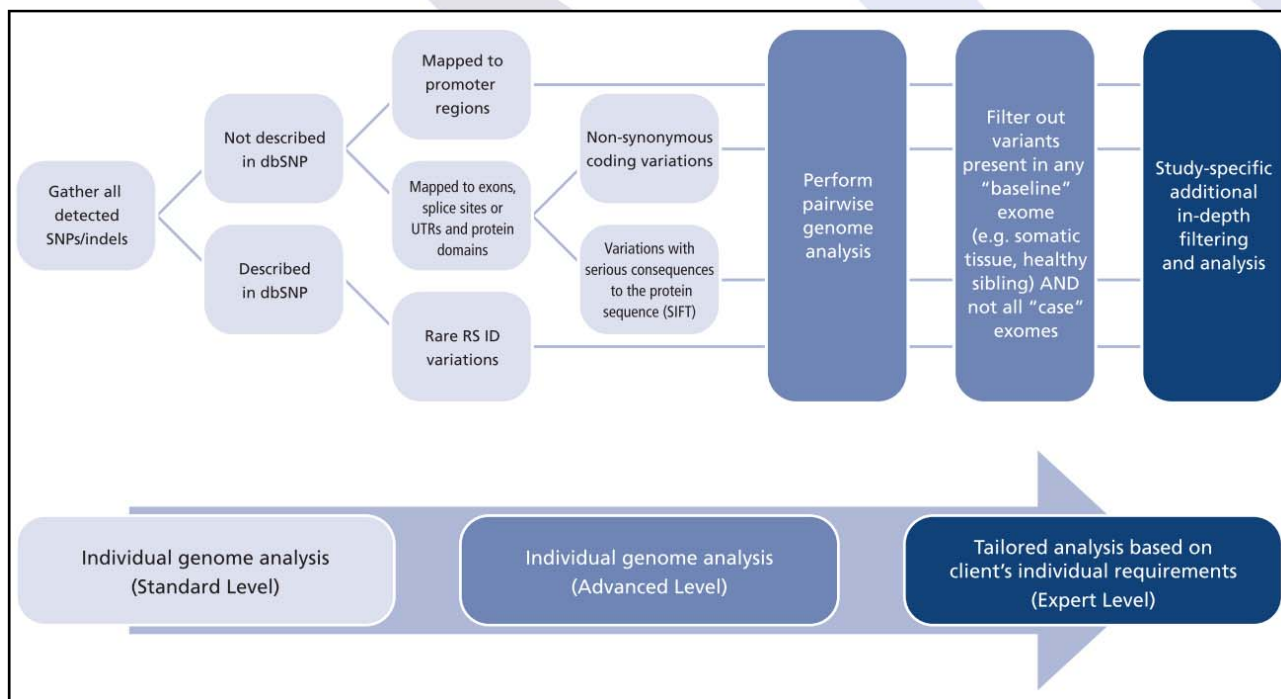 Gather all
detected
SNPs/indels
Not described
in dbSNP
Described
in dbSNP
Mapped to
promoter
regions
Mapped to exons,
splice sites or
UTRs and protein
domains
Rare RS ID
variations
Non-synonymous
coding variations
Variations with
serious consequences
to the protein
sequence (SIFT)
Perform
pairwise
genome
analysis
Filter out
variants
present in any
“baseline”
exome
(e.g. somatic
tissue, healthy
sibling) AND
not all “case”
exomes
Study-specific
additional
in-depth
filtering
and analysis
Individual genome analysis
(Standard Level)
Individual genome analysis
(Advanced Level)
Tailored analysis based on
client’s individual requirements
(Expert Level)